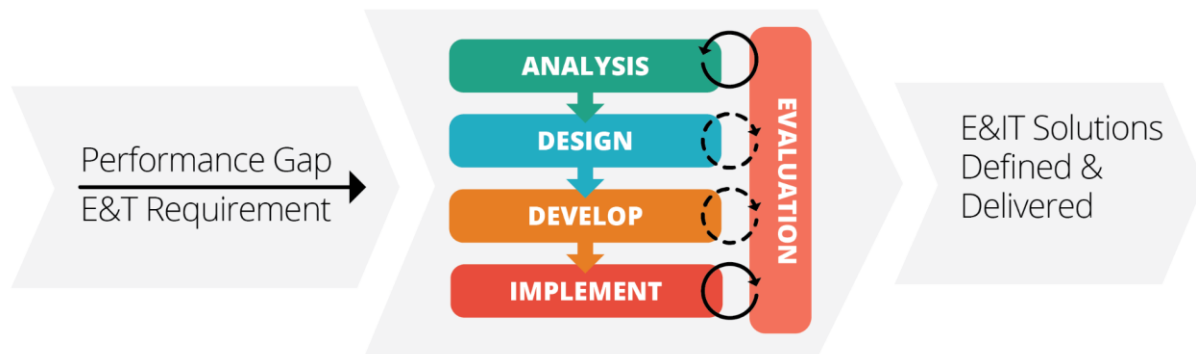 Performance Gap
E&T Requirement
ANALYSIS
DESIGN
DEVELOP
IMPLEMENT
EVALUATION
E&IT Solutions
Defined &
Delivered